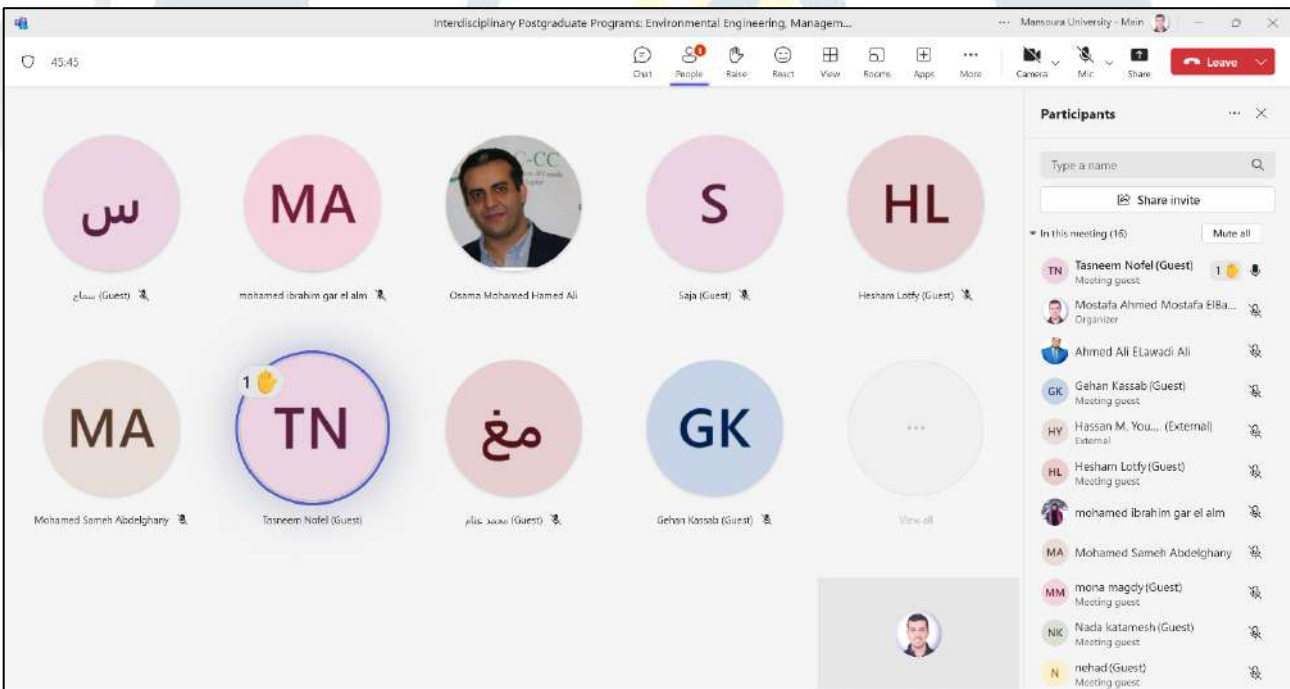 Interdisciplinary Postgraduate Programs: Environmental Engineering, Managem...
Mansoura University - Main
45:45
Chat
People
Raise
React
View
Rooms
Apps
More
Camera
Mic
Share
Leave
س
سماح (Guest)
MA
mohamed ibrahim gar el alm
Osama Mohamed Hamed Ali
S
Saja (Guest)
HL
Hesham Lotfy (Guest)
MA
Mohamed Sameh Abdelghany
1
TN
Tasneem Nofel (Guest)
مغ
محمد غنام (Guest)
GK
Gehan Kassab (Guest)
View all
Participants
Type a name
Share invite
In this meeting (16)
Mute all
TN Tasneem Nofel (Guest) 1
Meeting guest
Mostafa Ahmed Mostafa ElBa...
Organizer
Ahmed Ali ELawadi Ali
GK Gehan Kassab (Guest)
Meeting guest
HY Hassan M. You... (External)
External
HL Hesham Lotfy (Guest)
Meeting guest
mohamed ibrahim gar el alm
MA Mohamed Sameh Abdelghany
MM mona magdy (Guest)
Meeting guest
NK Nada katamesh (Guest)
Meeting guest
N nehad (Guest)
Meeting guest